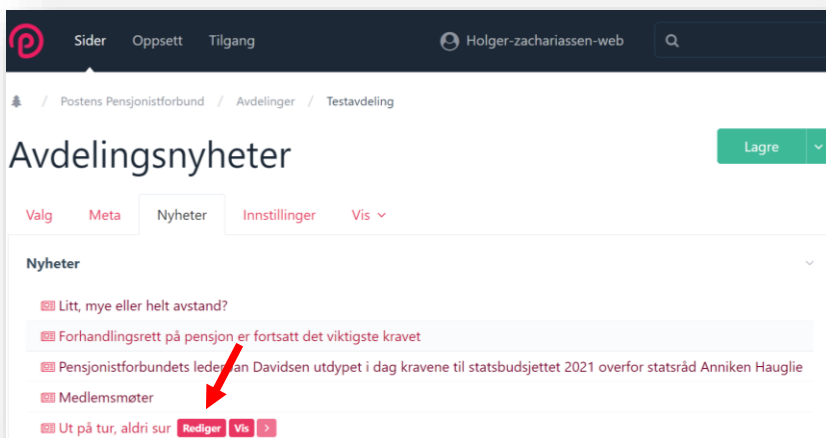 Sider Oppsett Tilgang Holger-zachariassen-web
/ Postens Pensjonistforbund / Avdelinger / Testavdeling
Avdelingsnyheter
Lagre
Valg Meta Nyheter Innstillinger Vis
Nyheter
Litt, mye eller helt avstand?
Forhandlingsrett på pensjon er fortsatt det viktigste kravet
Pensjonistforbundets leder Jan Davidsen utdypet i dag kravene til statsbudsjettet 2021 overfor statsråd Anniken Hauglie
Medlemsmøter
Ut på tur, aldri sur Rediger Vis >